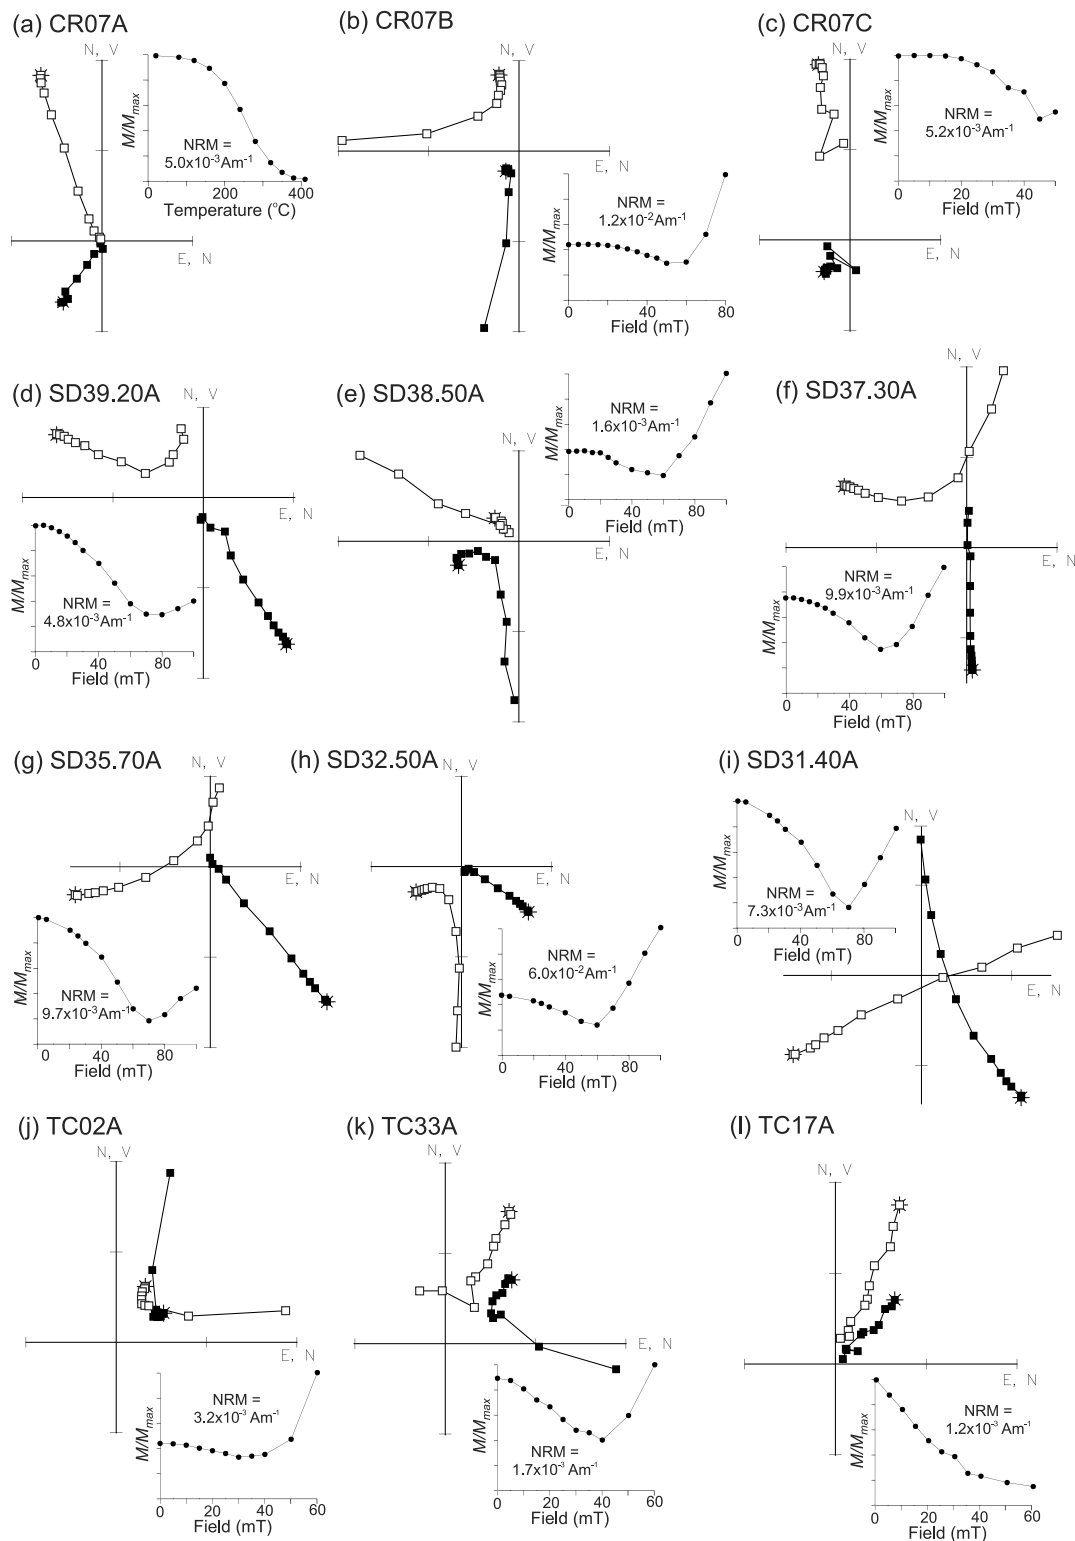 (a) CR07A
N, V
E, N
M/Mmax
NRM =
5.0x10⁻³Am⁻¹
0 200 400
Temperature (°C)
(b) CR07B
N, V
E, N
M/Mmax
NRM =
1.2x10⁻²Am⁻¹
0 40 80
Field (mT)
(c) CR07C
N, V
E, N
M/Mmax
NRM =
5.2x10⁻³Am⁻¹
0 20 40
Field (mT)
(d) SD39.20A
N, V
E, N
M/Mmax
NRM =
4.8x10⁻³Am⁻¹
0 40 80
Field (mT)
(e) SD38.50A
N, V
E, N
M/Mmax
NRM =
1.6x10⁻³Am⁻¹
0 40 80
Field (mT)
(f) SD37.30A
N, V
E, N
M/Mmax
NRM =
9.9x10⁻³Am⁻¹
0 40 80
Field (mT)
(g) SD35.70A
N, V
E, N
M/Mmax
NRM =
9.7x10⁻³Am⁻¹
0 40 80
Field (mT)
(h) SD32.50A
N, V
E, N
M/Mmax
NRM =
6.0x10⁻²Am⁻¹
0 40 80
Field (mT)
(i) SD31.40A
N, V
E, N
M/Mmax
NRM =
7.3x10⁻³Am⁻¹
0 40 80
Field (mT)
(j) TC02A
N, V
E, N
M/Mmax
NRM =
3.2x10⁻³ Am⁻¹
0 20 40 60
Field (mT)
(k) TC33A
N, V
E, N
M/Mmax
NRM =
1.7x10⁻³ Am⁻¹
0 20 40 60
Field (mT)
(l) TC17A
N, V
E, N
M/Mmax
NRM =
1.2x10⁻³ Am⁻¹
0 20 40 60
Field (mT)